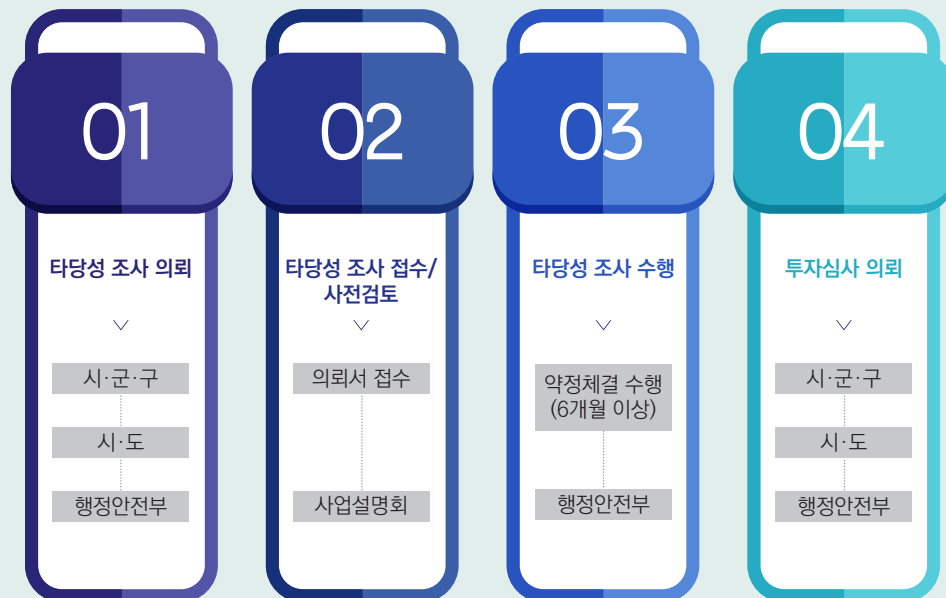 01
타당성 조사 의뢰
시·군·구
시·도
행정안전부
02
타당성 조사 접수/
사전검토
의뢰서 접수
사업설명회
03
타당성 조사 수행
약정체결 수행
(6개월 이상)
행정안전부
04
투자심사 의뢰
시·군·구
시·도
행정안전부